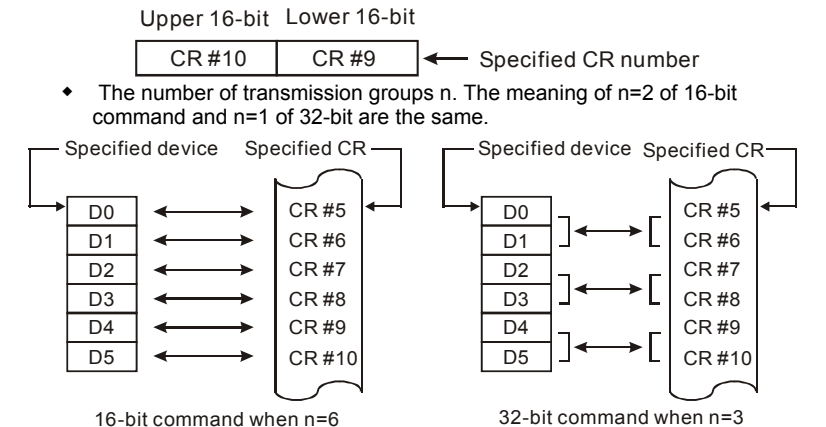 Upper 16-bit Lower 16-bit
CR #10 CR #9 Specified CR number
◆ The number of transmission groups n. The meaning of n=2 of 16-bit
command and n=1 of 32-bit are the same.
Specified device Specified CR
D0 CR #5
D1 CR #6
D2 CR #7
D3 CR #8
D4 CR #9
D5 CR #10
16-bit command when n=6
Specified device Specified CR
D0 CR #5
D1 CR #6
D2 CR #7
D3 CR #8
D4 CR #9
D5 CR #10
32-bit command when n=3